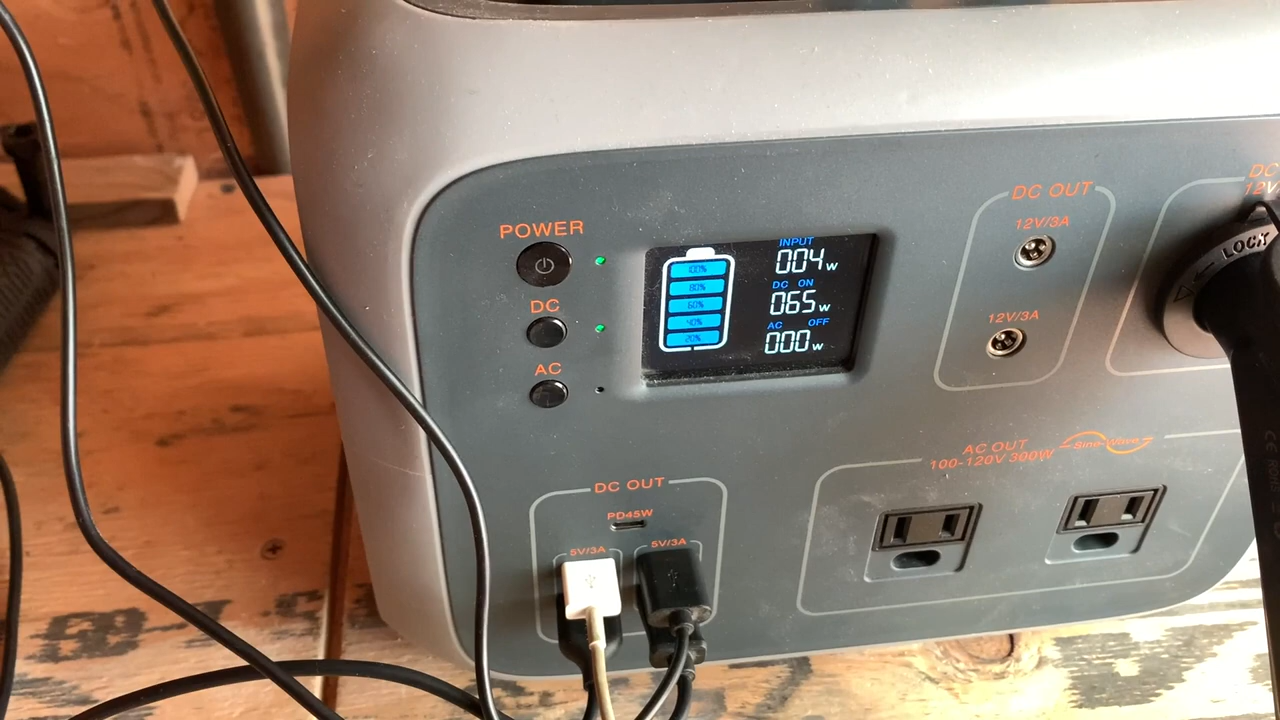 POWER
DC
AC
100%
80%
60%
40%
20%
INPUT
004w
DC ON
065w
AC OFF
000w
DC OUT
12V/3A
12V/3A
DC
12V/
LOCK
DC OUT
PD45W
5V/3A
5V/3A
AC OUT
100-120V 300W
Sine-Wave